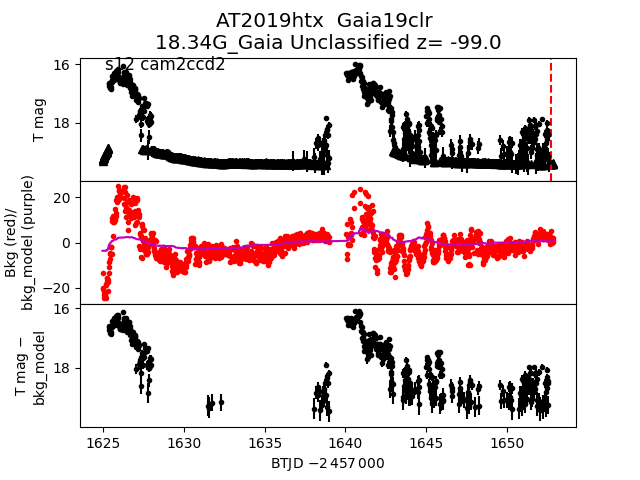 AT2019htx  Gaia19clr
18.34G_Gaia Unclassified z= -99.0
s12 cam2ccd2
16
18
T mag
20
0
−20
Bkg (red)/
bkg_model (purple)
16
18
T mag −
bkg_model
1625 1630 1635 1640 1645 1650
BTJD −2 457 000